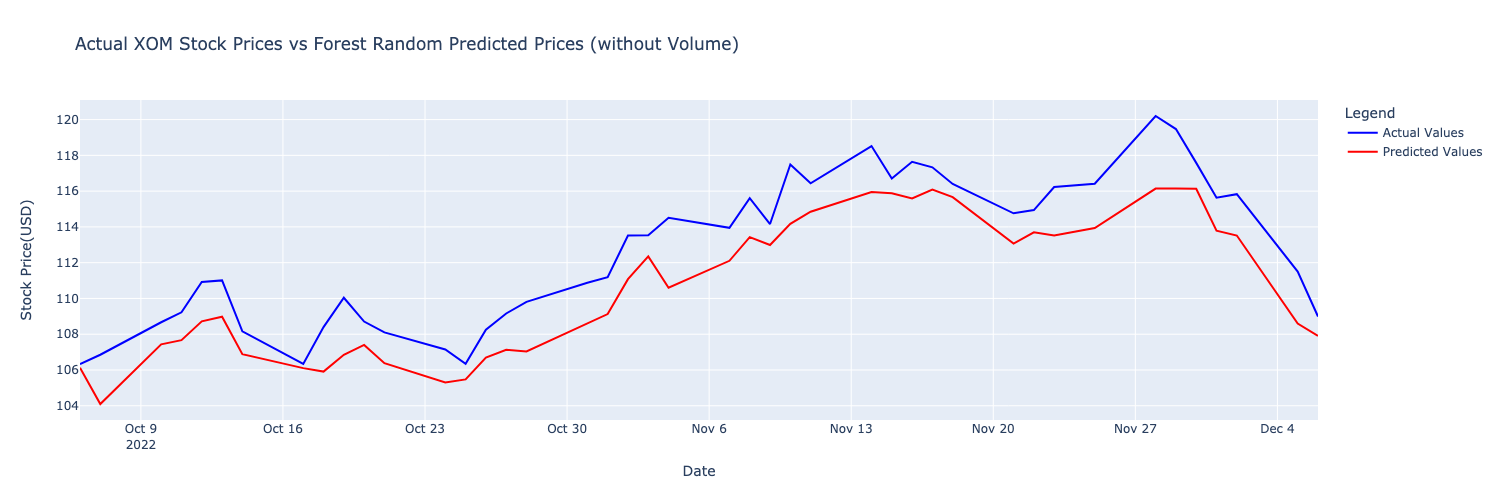 Actual XOM Stock Prices vs Forest Random Predicted Prices (without Volume)
Legend
Actual Values
Predicted Values
Stock Price(USD)
120
118
116
114
112
110
108
106
104
Oct 9
2022
Oct 16
Oct 23
Oct 30
Nov 6
Nov 13
Nov 20
Nov 27
Dec 4
Date